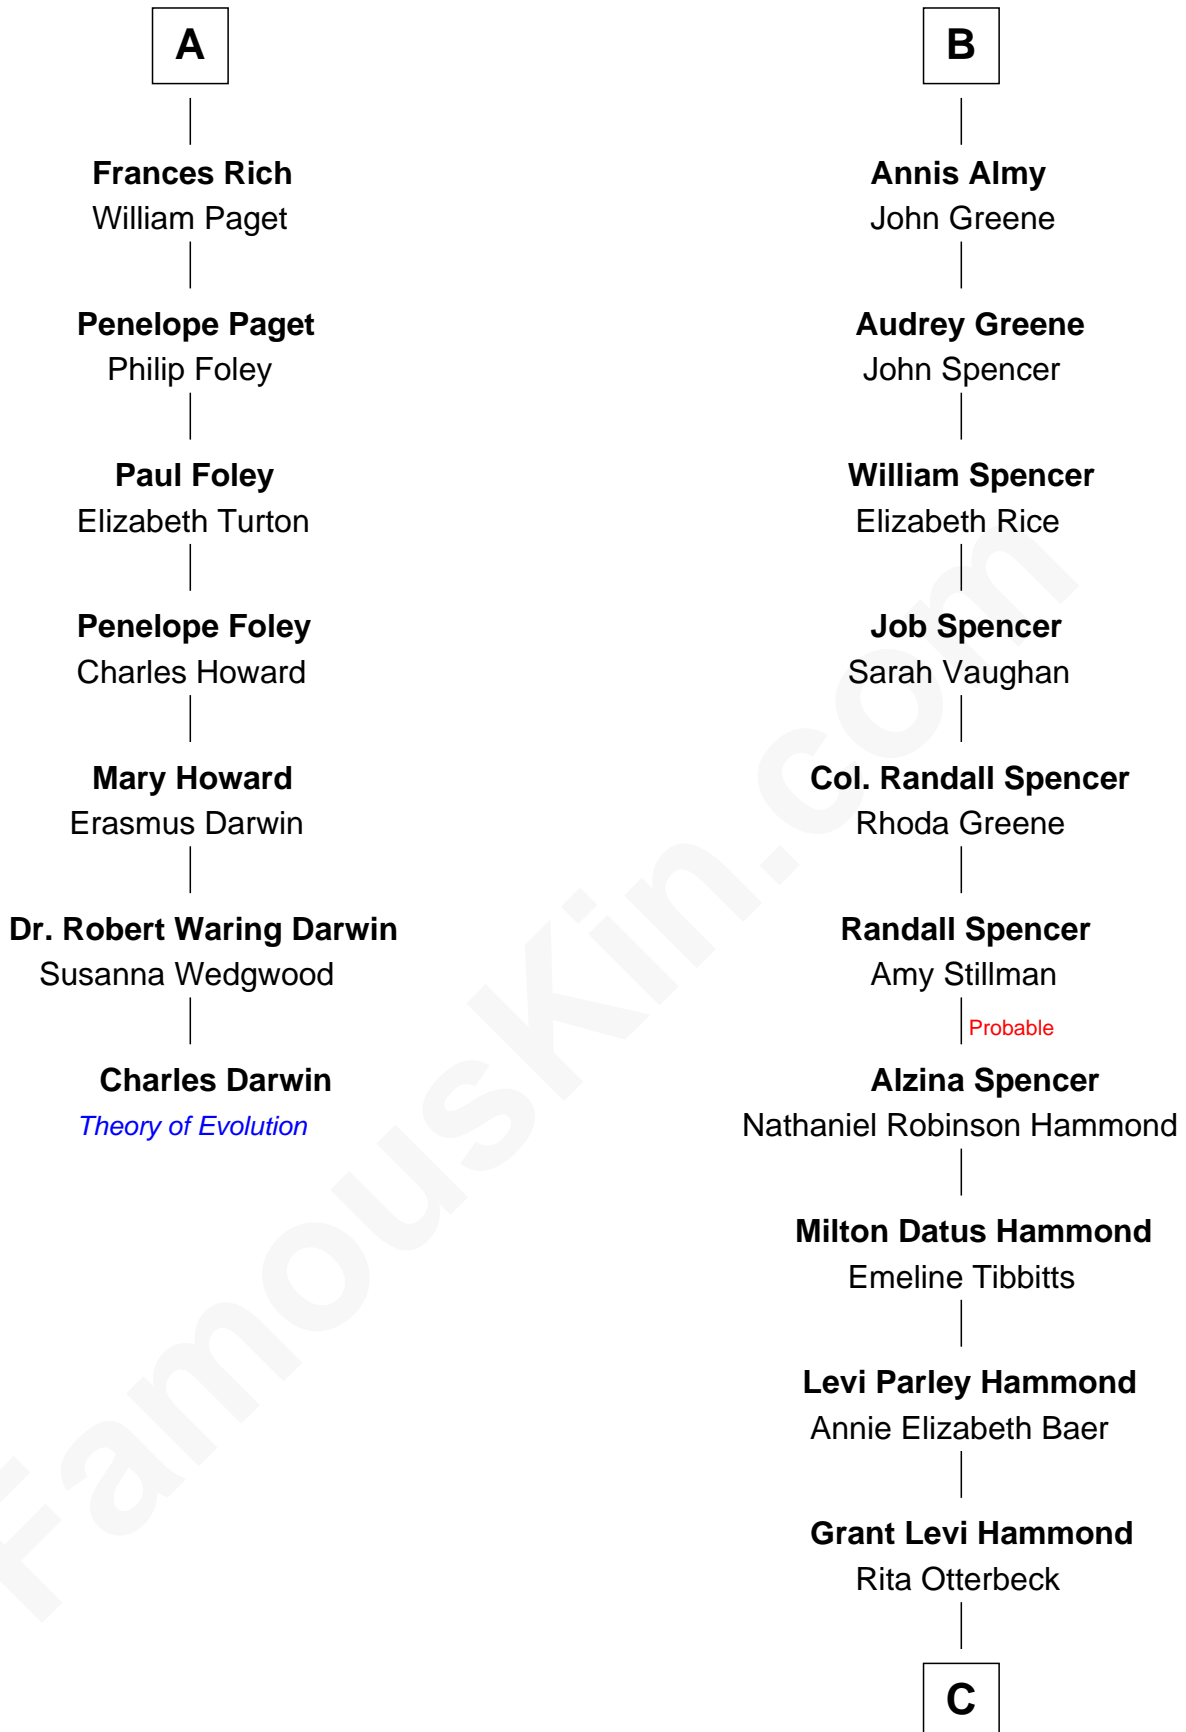 A
Frances Rich
William Paget
Penelope Paget
Philip Foley
Paul Foley
Elizabeth Turton
Penelope Foley
Charles Howard
Mary Howard
Erasmus Darwin
Dr. Robert Waring Darwin
Susanna Wedgwood
Charles Darwin
Theory of Evolution
B
Annis Almy
John Greene
Audrey Greene
John Spencer
William Spencer
Elizabeth Rice
Job Spencer
Sarah Vaughan
Col. Randall Spencer
Rhoda Greene
Randall Spencer
Amy Stillman
Probable
Alzina Spencer
Nathaniel Robinson Hammond
Milton Datus Hammond
Emeline Tibbitts
Levi Parley Hammond
Annie Elizabeth Baer
Grant Levi Hammond
Rita Otterbeck
C
FamousKin.com